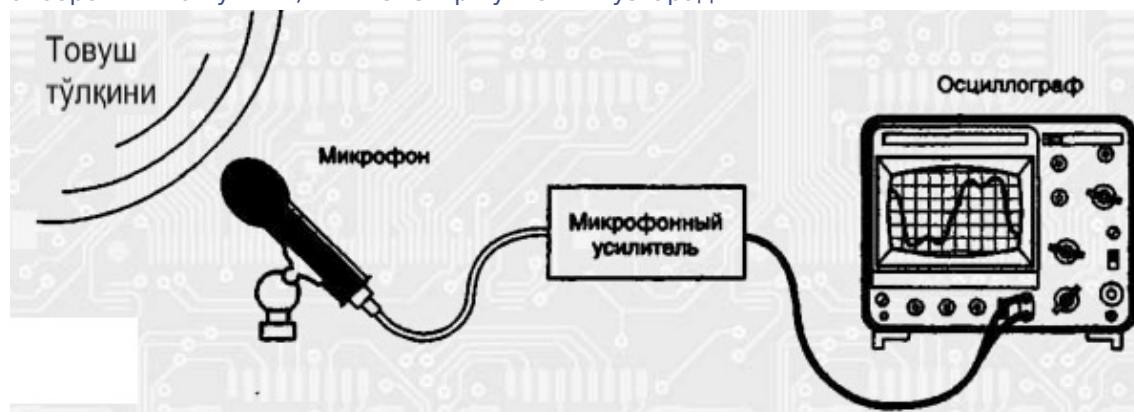 Товуш
тўлқини
Осциллограф
Микрофон
Микрофонный
усилитель